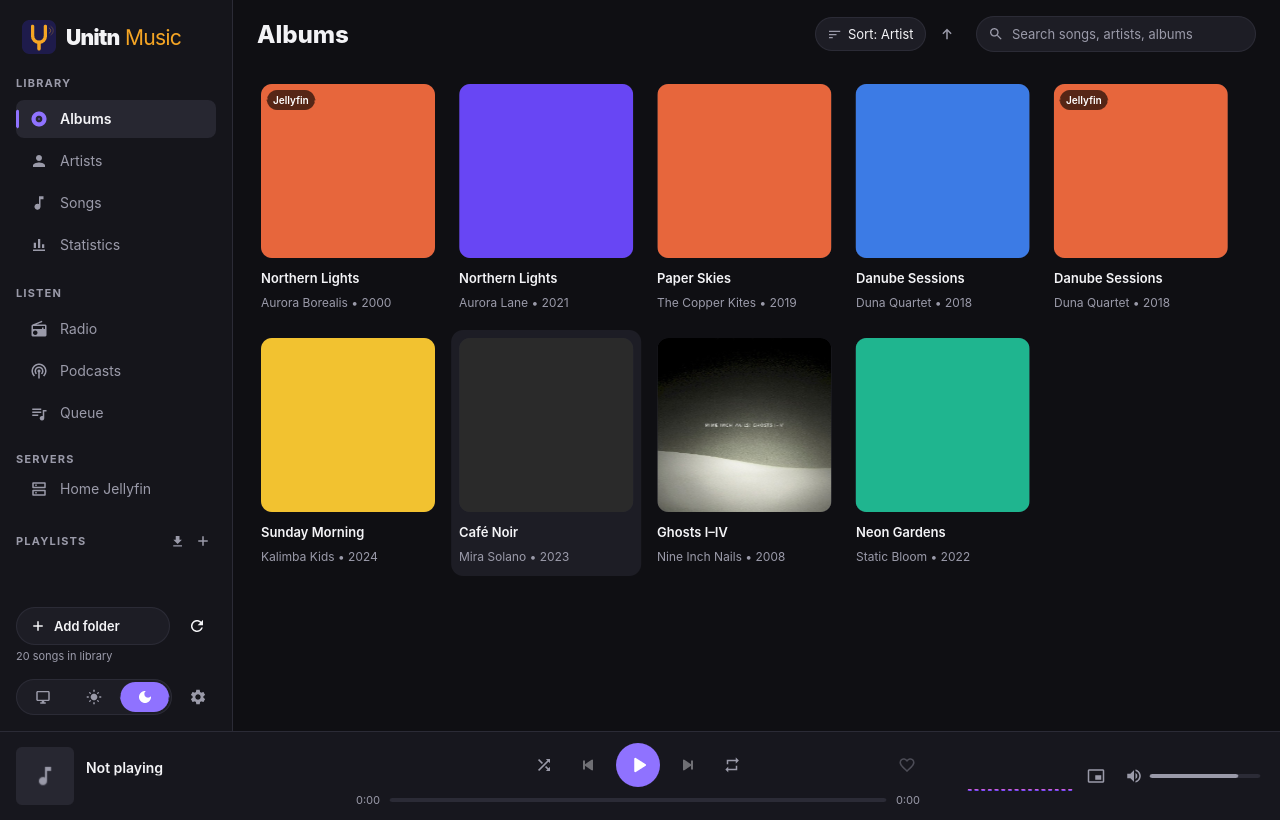 Unitn Music
LIBRARY
Albums
Artists
Songs
Statistics
LISTEN
Radio
Podcasts
Queue
SERVERS
Home Jellyfin
PLAYLISTS
Add folder
20 songs in library
Albums
Sort: Artist
Search songs, artists, albums
Jellyfin
Northern Lights
Aurora Borealis • 2000
Northern Lights
Aurora Lane • 2021
Paper Skies
The Copper Kites • 2019
Danube Sessions
Duna Quartet • 2018
Jellyfin
Danube Sessions
Duna Quartet • 2018
Sunday Morning
Kalimba Kids • 2024
Café Noir
Mira Solano • 2023
Ghosts I–IV
Nine Inch Nails • 2008
Neon Gardens
Static Bloom • 2022
Not playing
0:00
0:00